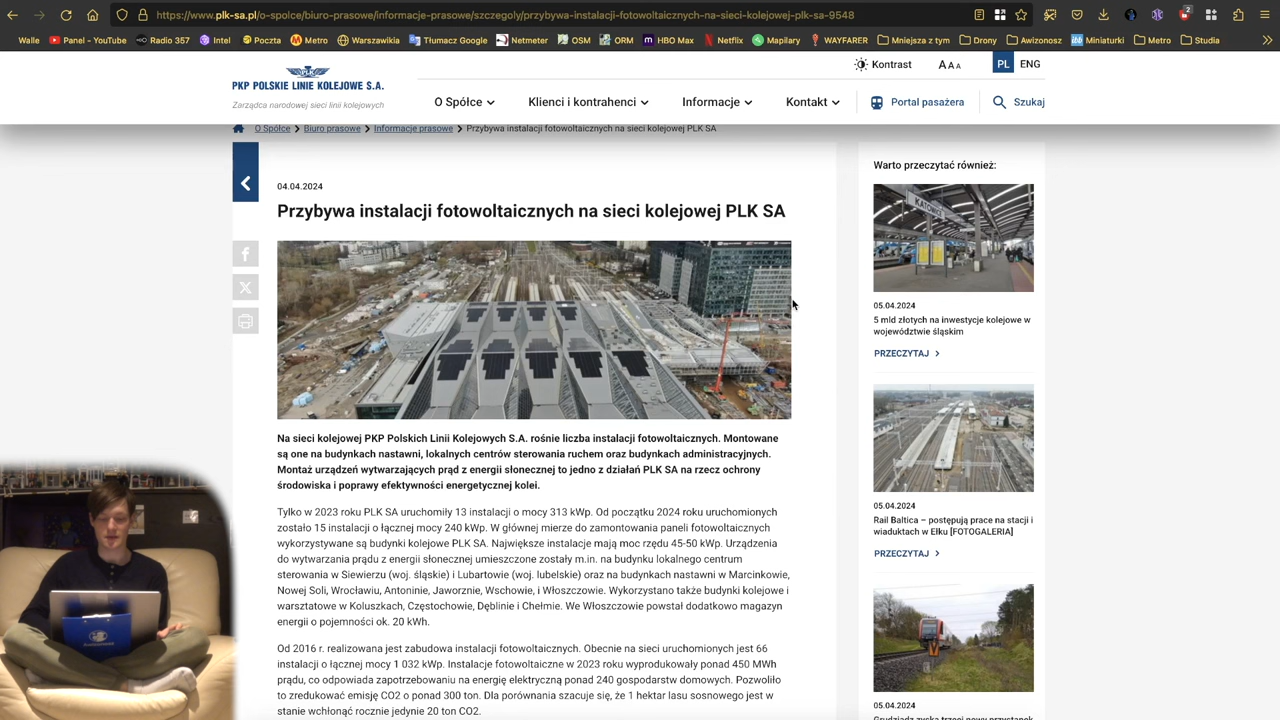 https://www.plk-sa.pl/o-spolce/biuro-prasowe/informacje-prasowe/szczegoly/przybywa-instalacji-fotowoltaicznych-na-sieci-kolejowej-plk-sa-9548
2
Walle Panel - YouTube Radio 357 Intel Poczta Metro Warszawa Tłumacz Google Netatmo OSM ORM HBO Max Netflix Mapilary WAYFARER Mniejsza z tym Drony Autobusownia Miniaturki Metro Studia
Kontrast
A A A
PL ENG
PLK
PKP POLSKIE LINIE KOLEJOWE S.A.
Zarządca narodowej sieci linii kolejowych
O Spółce Klienci i kontrahenci Informacje Kontakt Portal pasażera Szukaj
O Spółce Biuro prasowe Informacje prasowe Przybywa instalacji fotowoltaicznych na sieci kolejowej PLK SA
04.04.2024
Przybywa instalacji fotowoltaicznych na sieci kolejowej PLK SA
Na sieci kolejowej PKP Polskich Linii Kolejowych S.A. rośnie liczba instalacji fotowoltaicznych. Montowane
są one na budynkach nastawni, lokalnych centrów sterowania ruchem oraz budynkach administracyjnych.
Montaż urządzeń wytwarzających prąd z energii słonecznej to jedno z działań PLK SA na rzecz ochrony
środowiska i poprawy efektywności energetycznej kolei.
Tylko w 2023 roku PLK SA uruchomiły 13 instalacji o mocy 313 kWp. Od początku 2024 roku uruchomionych
zostało 15 instalacji o łącznej mocy 240 kWp. W głównej mierze do zamontowania paneli fotowoltaicznych
wykorzystywane są budynki kolejowe PLK SA. Największe instalacje mają moc rzędu 45-50 kWp. Urządzenia
do wytwarzania prądu z energii słonecznej umieszczone zostały m.in. na budynku lokalnego centrum
sterowania w Siewierzu (woj. śląskie) i Lubartowie (woj. lubelskie) oraz na budynkach nastawni w Marcinkowie,
Nowej Soli, Wrocławiu, Antoninie, Jaworznie, Wschowie, i Włoszczowie. Wykorzystano także budynki kolejowe i
warsztatowe w Koluszkach, Częstochowie, Dęblinie i Chełmie. We Włoszczowie powstał dodatkowo magazyn
energii o pojemności ok. 20 kWh.
Od 2016 r. realizowana jest zabudowa instalacji fotowoltaicznych. Obecnie na sieci uruchomionych jest 66
instalacji o łącznej mocy 1 032 kWp. Instalacje fotowoltaiczne w 2023 roku wyprodukowały ponad 450 MWh
prądu, co odpowiada zapotrzebowaniu na energię elektryczną ponad 240 gospodarstw domowych. Pozwoliło
to zredukować emisję CO2 o ponad 300 ton. Dla porównania szacuje się, że 1 hektar lasu sosnowego jest w
stanie wchłonąć rocznie jedynie 20 ton CO2.
Warto przeczytać również:
KATOWICE
05.04.2024
5 mld złotych na inwestycje kolejowe w
województwie śląskim
PRZECZYTAJ
05.04.2024
Rail Baltica – postępują prace na stacji i
wiaduktach w Ełku [FOTOGALERIA]
PRZECZYTAJ
05.04.2024
Grudziądz zyska trzeci nowy przystanek